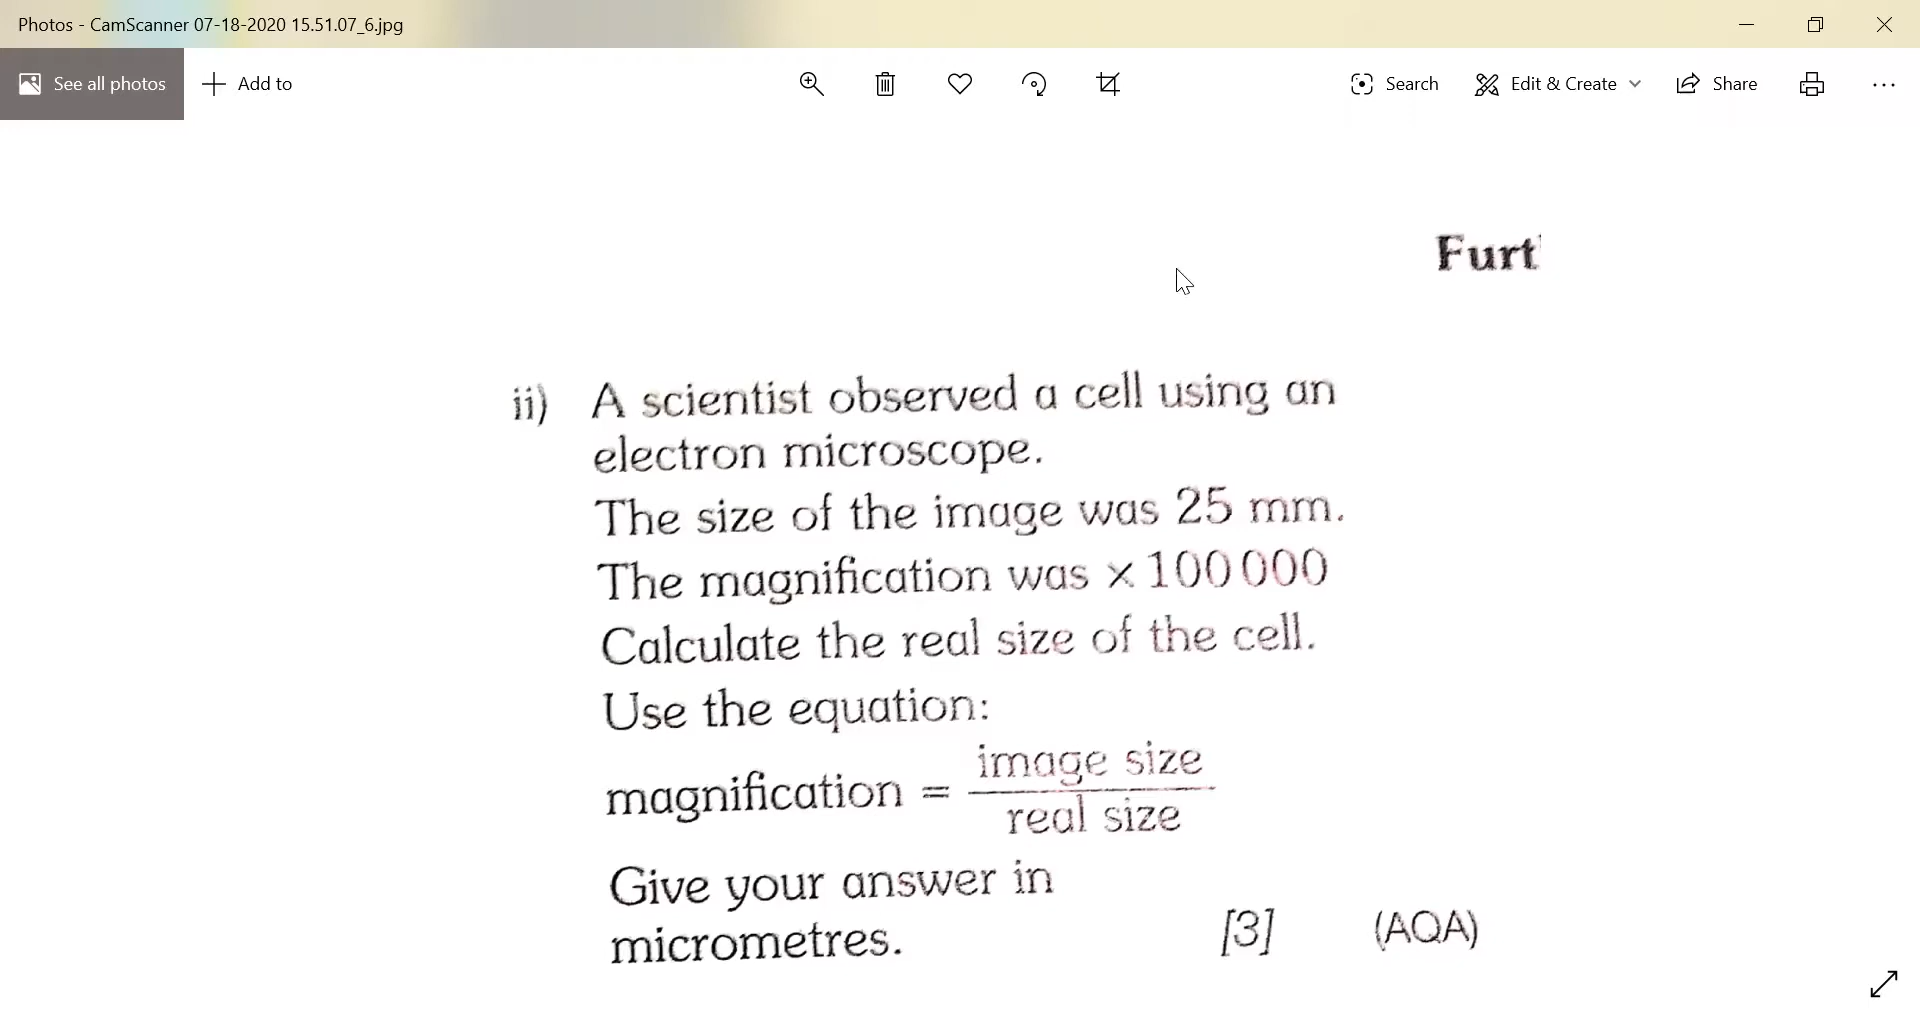 Photos - CamScanner 07-18-2020 15.51.07_6.jpg
See all photos
Add to
Search
Edit & Create
Share
Furt
ii) A scientist observed a cell using an
electron microscope.
The size of the image was 25 mm.
The magnification was × 100 000
Calculate the real size of the cell.
Use the equation:
magnification = image size
real size
Give your answer in
micrometres. [3] (AQA)